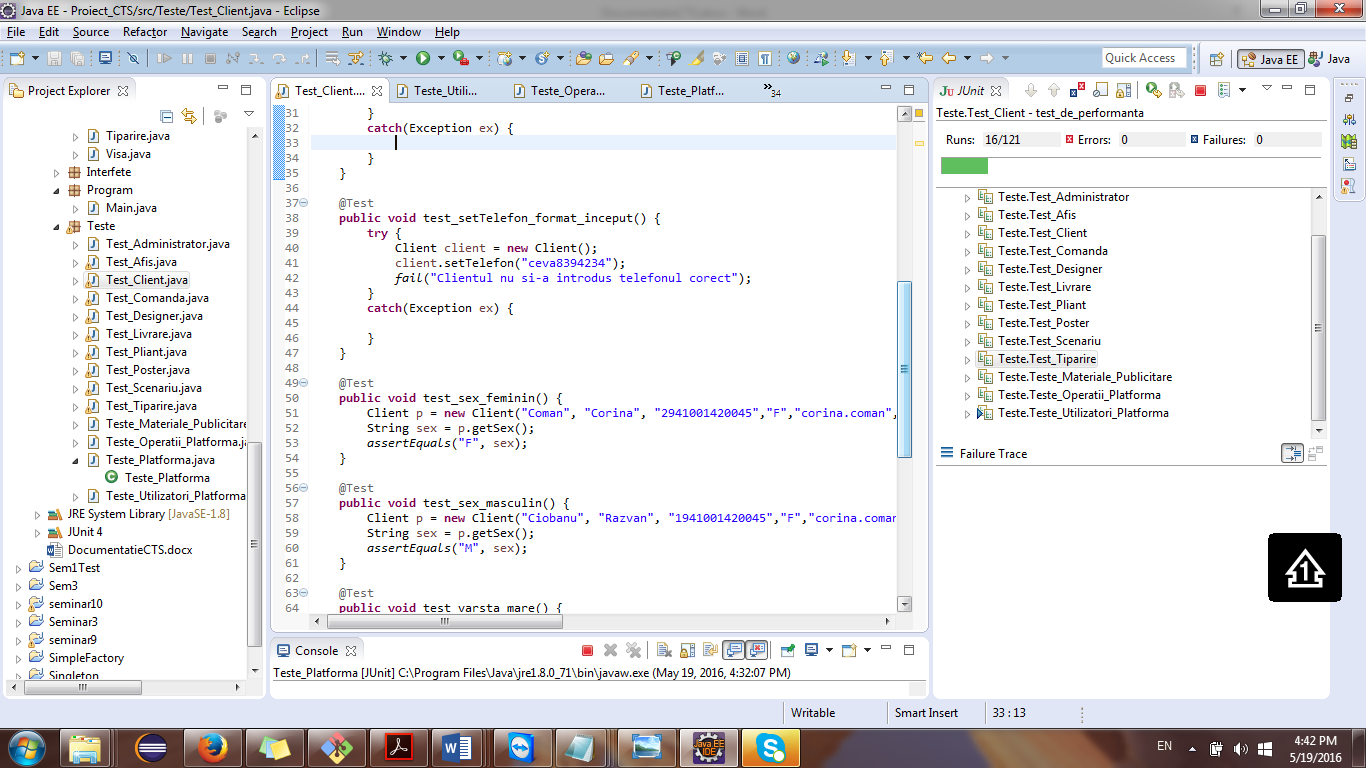 Java EE - Proiect_CTS/src/Teste/Test_Client.java - Eclipse
File Edit Source Refactor Navigate Search Project Run Window Help
Quick Access
Java EE
Java
Project Explorer
Tiparire.java
Visa.java
Interfete
Program
Main.java
Teste
Test_Administrator.java
Test_Afis.java
Test_Client.java
Test_Comanda.java
Test_Designer.java
Test_Livrare.java
Test_Pliant.java
Test_Poster.java
Test_Scenariu.java
Test_Tiparire.java
Teste_Materiale_Publicitare
Teste_Operatii_Platforma.ja
Teste_Platforma.java
Teste_Platforma
Teste_Utilizatori_Platforma
JRE System Library [JavaSE-1.8]
JUnit 4
DocumentatieCTS.docx
Sem1Test
Sem3
seminar10
Seminar3
seminar9
SimpleFactory
Singleton
Test_Client.... Teste_Utili... Teste_Opera... Teste_Platf... »34
31 }
32 catch(Exception ex) {
33
34 }
35 }
36
37 @Test
38 public void test_setTelefon_format_inceput() {
39 try {
40 Client client = new Client();
41 client.setTelefon("ceva8394234");
42 fail("Clientul nu si-a introdus telefonul corect");
43 }
44 catch(Exception ex) {
45
46 }
47 }
48
49 @Test
50 public void test_sex_feminin() {
51 Client p = new Client("Coman", "Corina", "2941001420045","F","corina.coman",
52 String sex = p.getSex();
53 assertEquals("F", sex);
54 }
55
56 @Test
57 public void test_sex_masculin() {
58 Client p = new Client("Ciobanu", "Razvan", "1941001420045","F","corina.coman
59 String sex = p.getSex();
60 assertEquals("M", sex);
61 }
62
63 @Test
64 public void test_varsta_mare() {
Console
Teste_Platforma [JUnit] C:\Program Files\Java\jre1.8.0_71\bin\javaw.exe (May 19, 2016, 4:32:07 PM)
JUnit
Teste.Test_Client - test_de_performanta
Runs: 16/121 Errors: 0 Failures: 0
Teste.Test_Administrator
Teste.Test_Afis
Teste.Test_Client
Teste.Test_Comanda
Teste.Test_Designer
Teste.Test_Livrare
Teste.Test_Pliant
Teste.Test_Poster
Teste.Test_Scenariu
Teste.Test_Tiparire
Teste.Teste_Materiale_Publicitare
Teste.Teste_Operatii_Platforma
Teste.Teste_Utilizatori_Platforma
Failure Trace
1
Writable Smart Insert 33 : 13
Java EE
IDE
EN
4:42 PM
5/19/2016